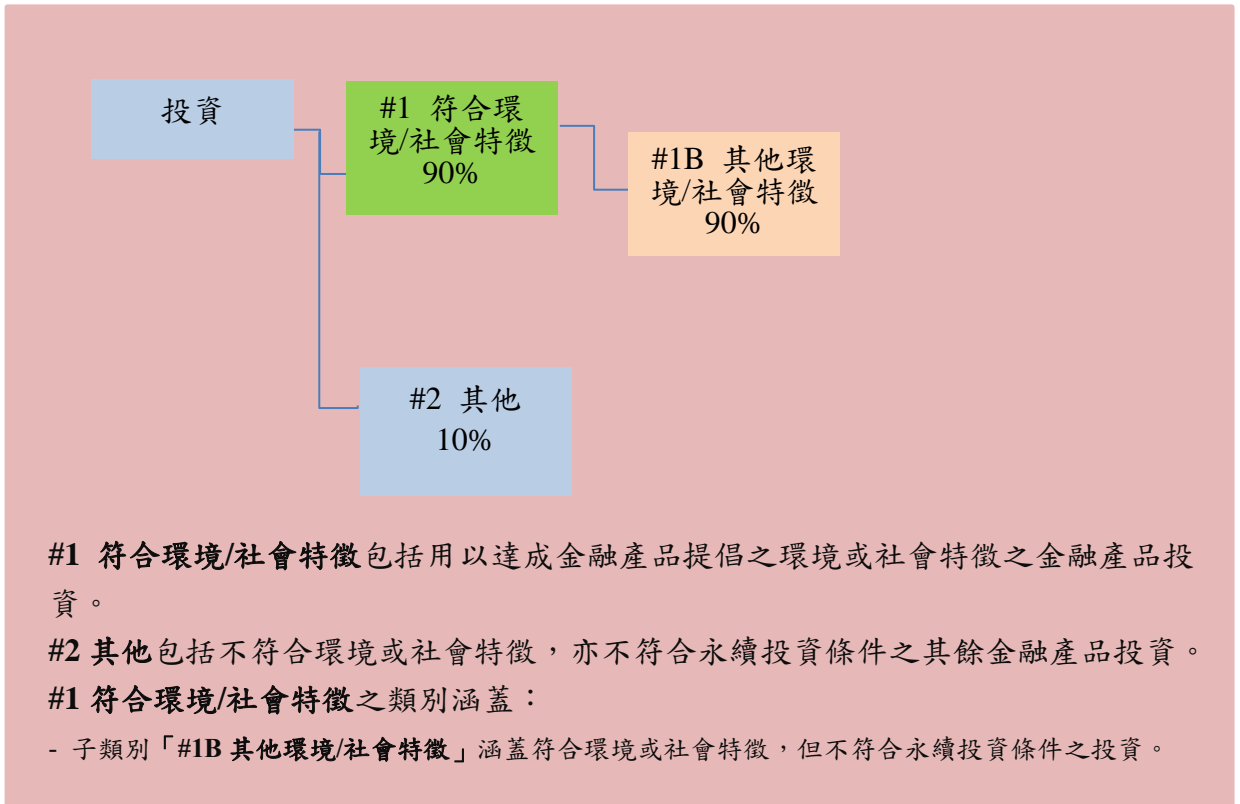 投資
#1 符合環
境/社會特徵
90%
#1B 其他環
境/社會特徵
90%
#2 其他
10%
#1 符合環境/社會特徵包括用以達成金融產品提倡之環境或社會特徵之金融產品投
資。
#2 其他包括不符合環境或社會特徵，亦不符合永續投資條件之其餘金融產品投資。
#1 符合環境/社會特徵之類別涵蓋：
- 子類別「#1B 其他環境/社會特徵」涵蓋符合環境或社會特徵，但不符合永續投資條件之投資。